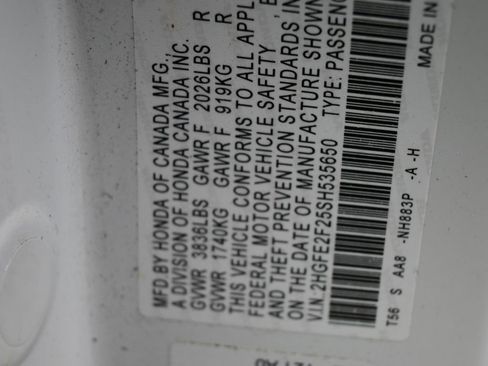 MFD BY HONDA OF CANADA MFG.,
A DIVISION OF HONDA CANADA INC.
GVWR 3836LBS GAWR F 2026LBS R
GVWR 1740KG GAWR F 919KG R
THIS VEHICLE CONFORMS TO ALL APPL
FEDERAL MOTOR VEHICLE SAFETY
AND THEFT PREVENTION STANDARDS, IN
ON THE DATE OF MANUFACTURE SHOWN
V.I.N. 2HGFE2F25SH535650 TYPE: PASSENG
T56 S AA8 -NH883P -A -H
MADE IN